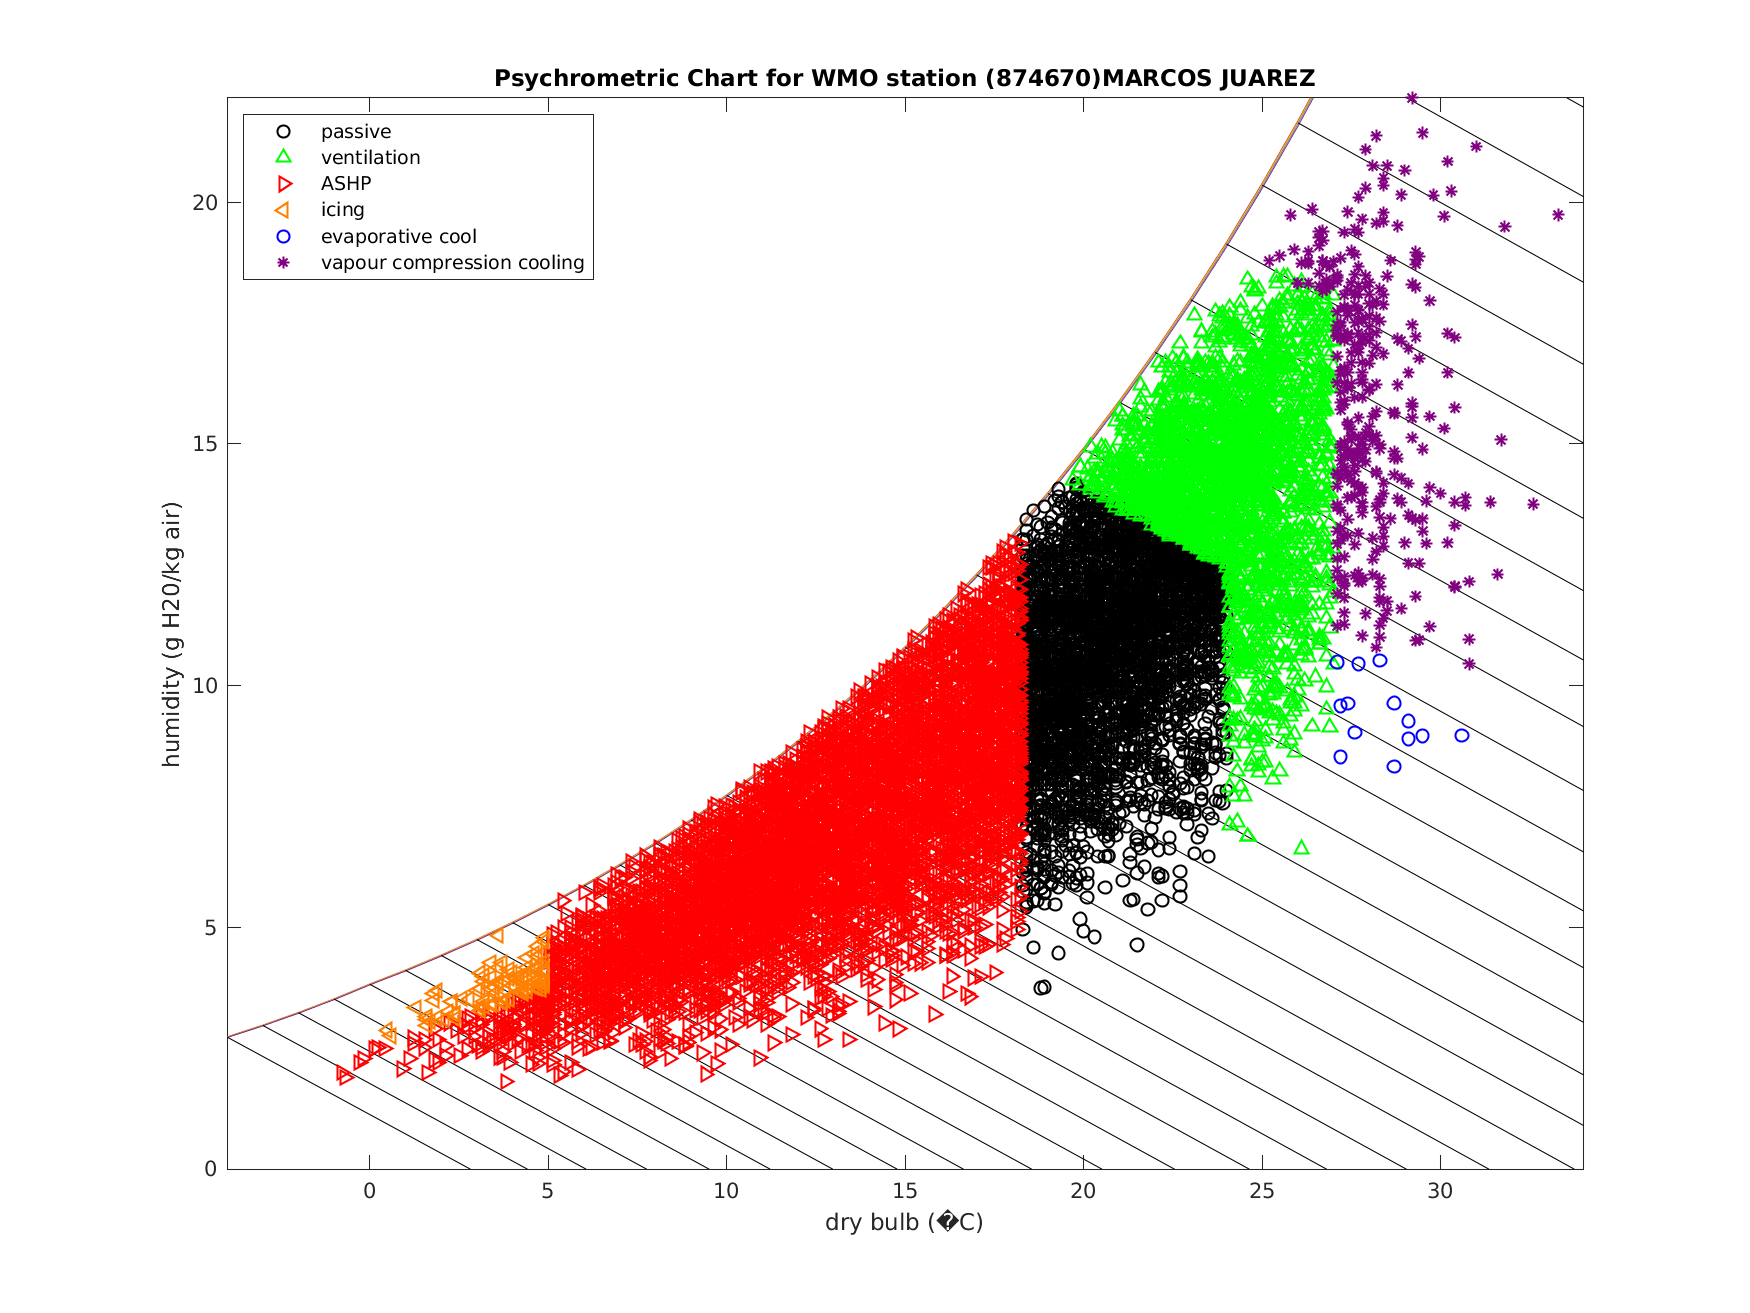 Psychrometric Chart for WMO station (874670)MARCOS JUAREZ
passive
ventilation
ASHP
icing
evaporative cool
vapour compression cooling
humidity (g H20/kg air)
20
15
10
5
0
0 5 10 15 20 25 30
dry bulb (�C)